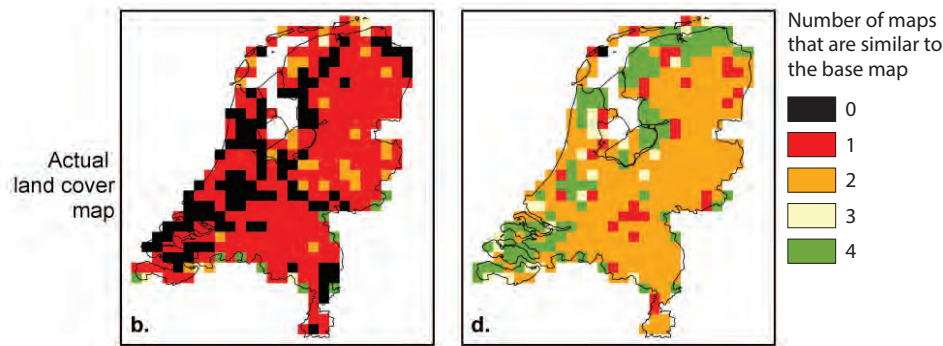 Number of maps
that are similar to
the base map
0
1
2
3
4
Actual
land cover
map
b.
d.